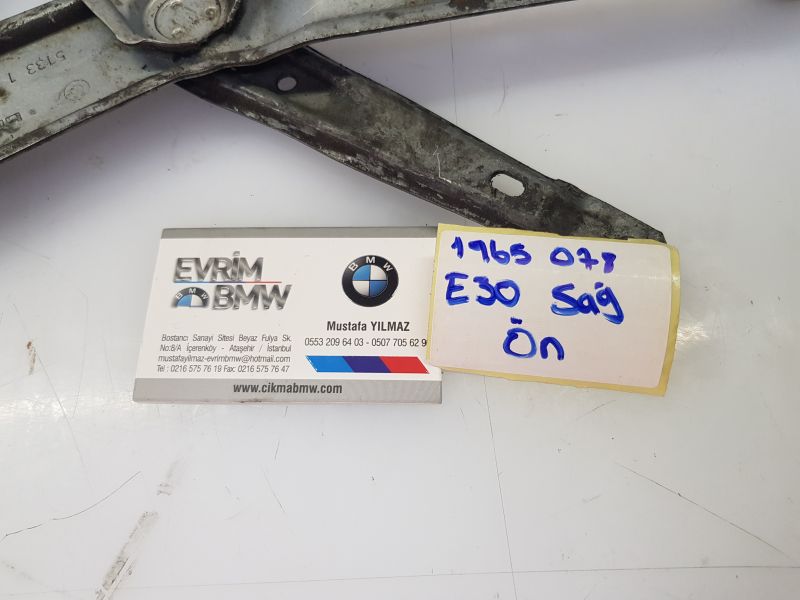 5133 1
EVRİM
BMW
BMW
Mustafa YILMAZ
0553 209 64 03 - 0507 705 62 9
Bostancı Sanayi Sitesi Beyaz Fulya Sk.
No:8/A İçerenköy - Ataşehir / İstanbul
mustafayilmaz-evrimbmw@hotmail.com
Tel : 0216 575 76 19 Fax: 0216 575 76 47
www.cikmabmw.com
1965 078
E30 Sağ
Ön